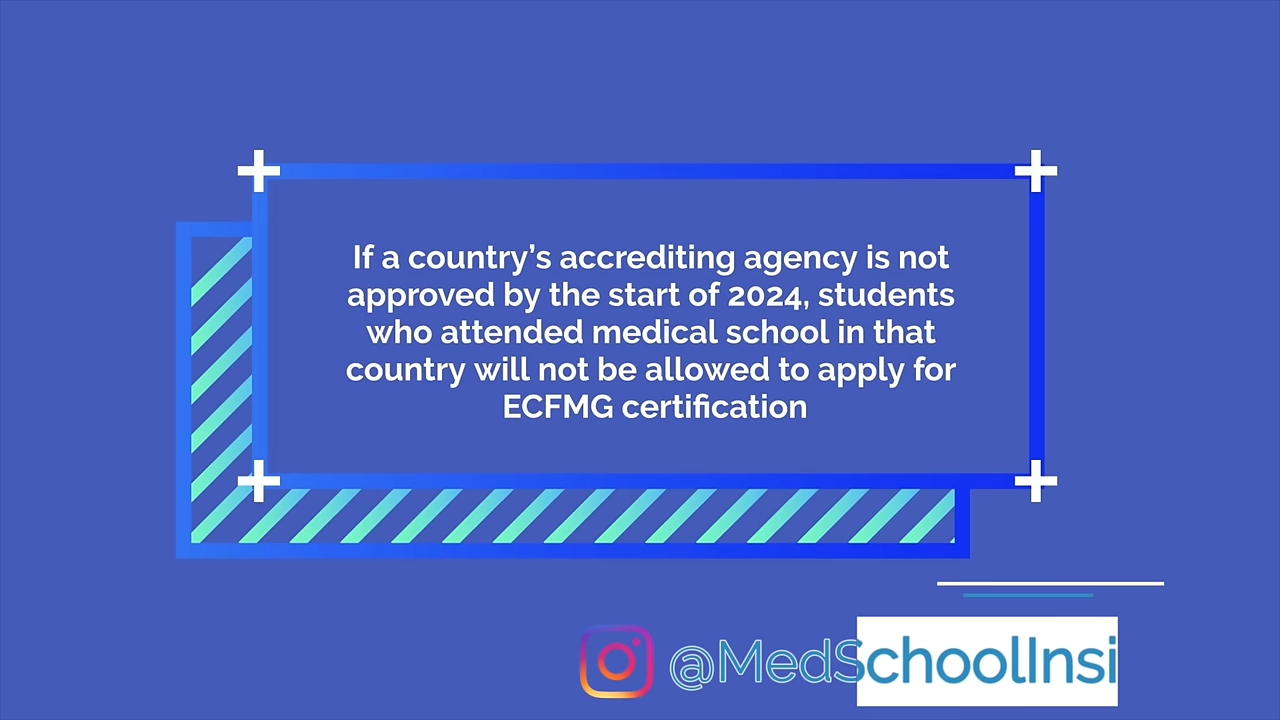 If a country’s accrediting agency is not
approved by the start of 2024, students
who attended medical school in that
country will not be allowed to apply for
ECFMG certification
@MedSchoolInsi